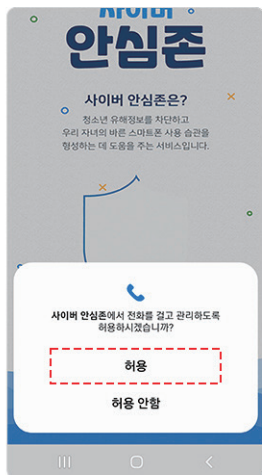 사이버
안심존
사이버 안심존은?
청소년 유해정보를 차단하고
우리 자녀의 바른 스마트폰 사용 습관을
형성하는 데 도움을 주는 서비스입니다.
사이버 안심존에서 전화를 걸고 관리하도록
허용하시겠습니까?
허용
허용 안함